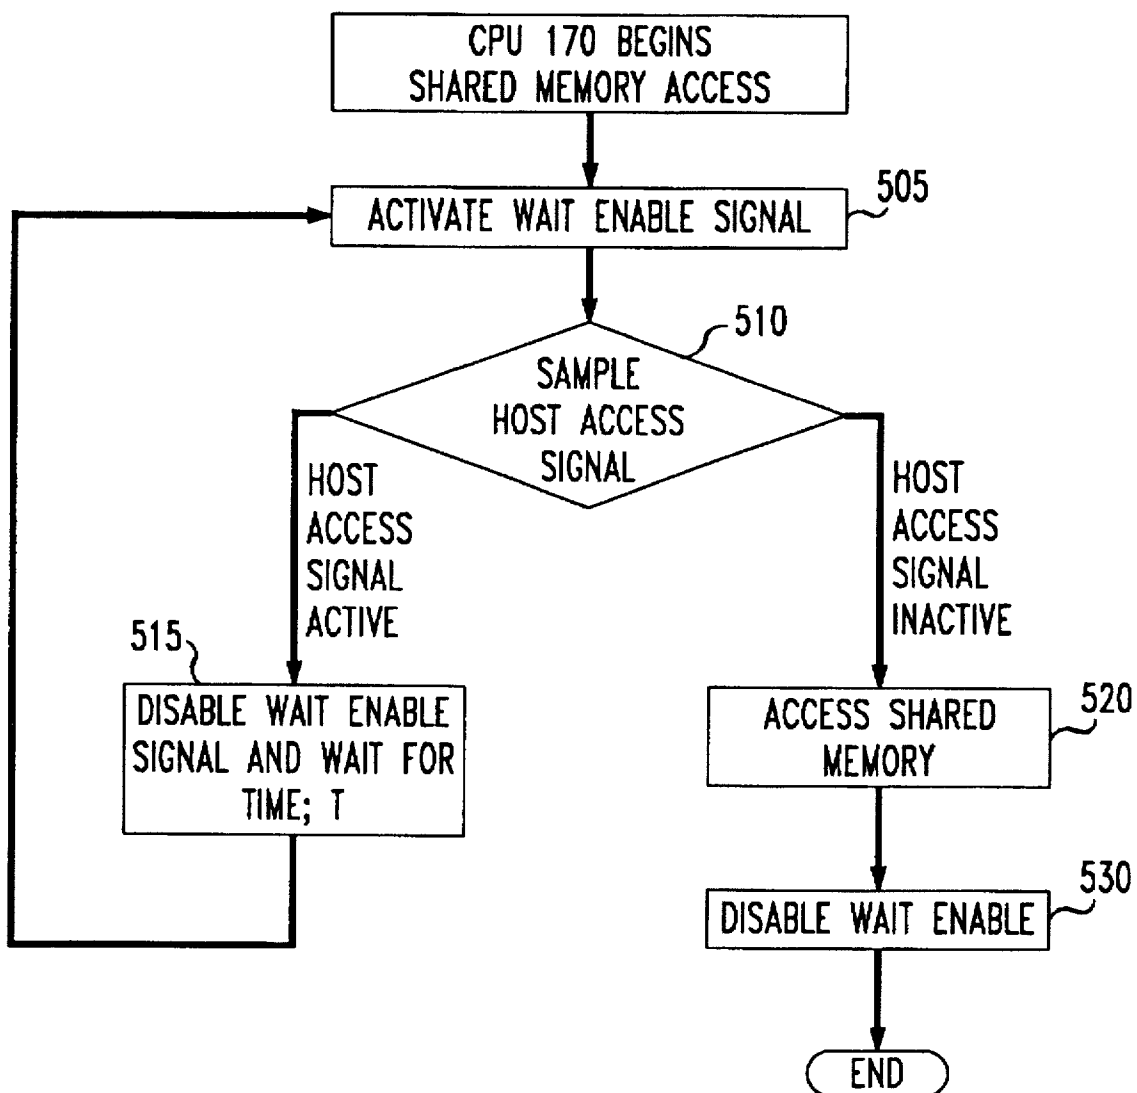 CPU 170 BEGINS
SHARED MEMORY ACCESS
ACTIVATE WAIT ENABLE SIGNAL
505
510
SAMPLE
HOST ACCESS
SIGNAL
HOST
ACCESS
SIGNAL
ACTIVE
HOST
ACCESS
SIGNAL
INACTIVE
515
DISABLE WAIT ENABLE
SIGNAL AND WAIT FOR
TIME; T
ACCESS SHARED
MEMORY
520
DISABLE WAIT ENABLE
530
END